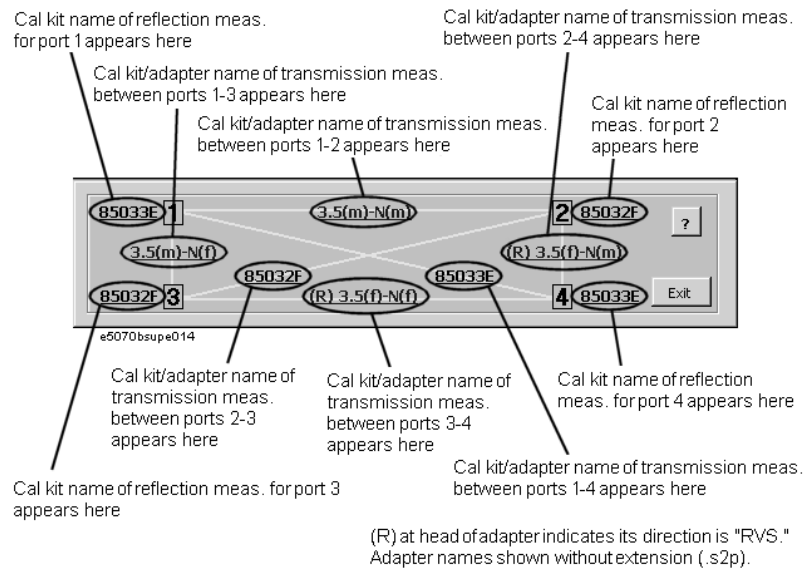 Cal kit name of reflection meas.
for port 1 appears here
Cal kit/adapter name of transmission meas.
between ports 2-4 appears here
Cal kit/adapter name of transmission meas.
between ports 1-3 appears here
Cal kit name of reflection
meas. for port 2
appears here
Cal kit/adapter name of transmission meas.
between ports 1-2 appears here
85033E 1
3.5(m)-N(m)
2 85032F
?
3.5(m)-N(f)
(R) 3.5(f)-N(m)
85032F
85033E
85032F 3
(R) 3.5(f)-N(f)
4 85033E
Exit
e5070bsupe014
Cal kit/adapter name of
transmission meas.
between ports 2-3
appears here
Cal kit/adapter name of
transmission meas.
between ports 3-4
appears here
Cal kit name of reflection
meas. for port 4 appears here
Cal kit/adapter name of transmission meas.
between ports 1-4 appears here
Cal kit name of reflection meas. for port 3
appears here
(R) at head of adapter indicates its direction is "RVS."
Adapter names shown without extension (.s2p).